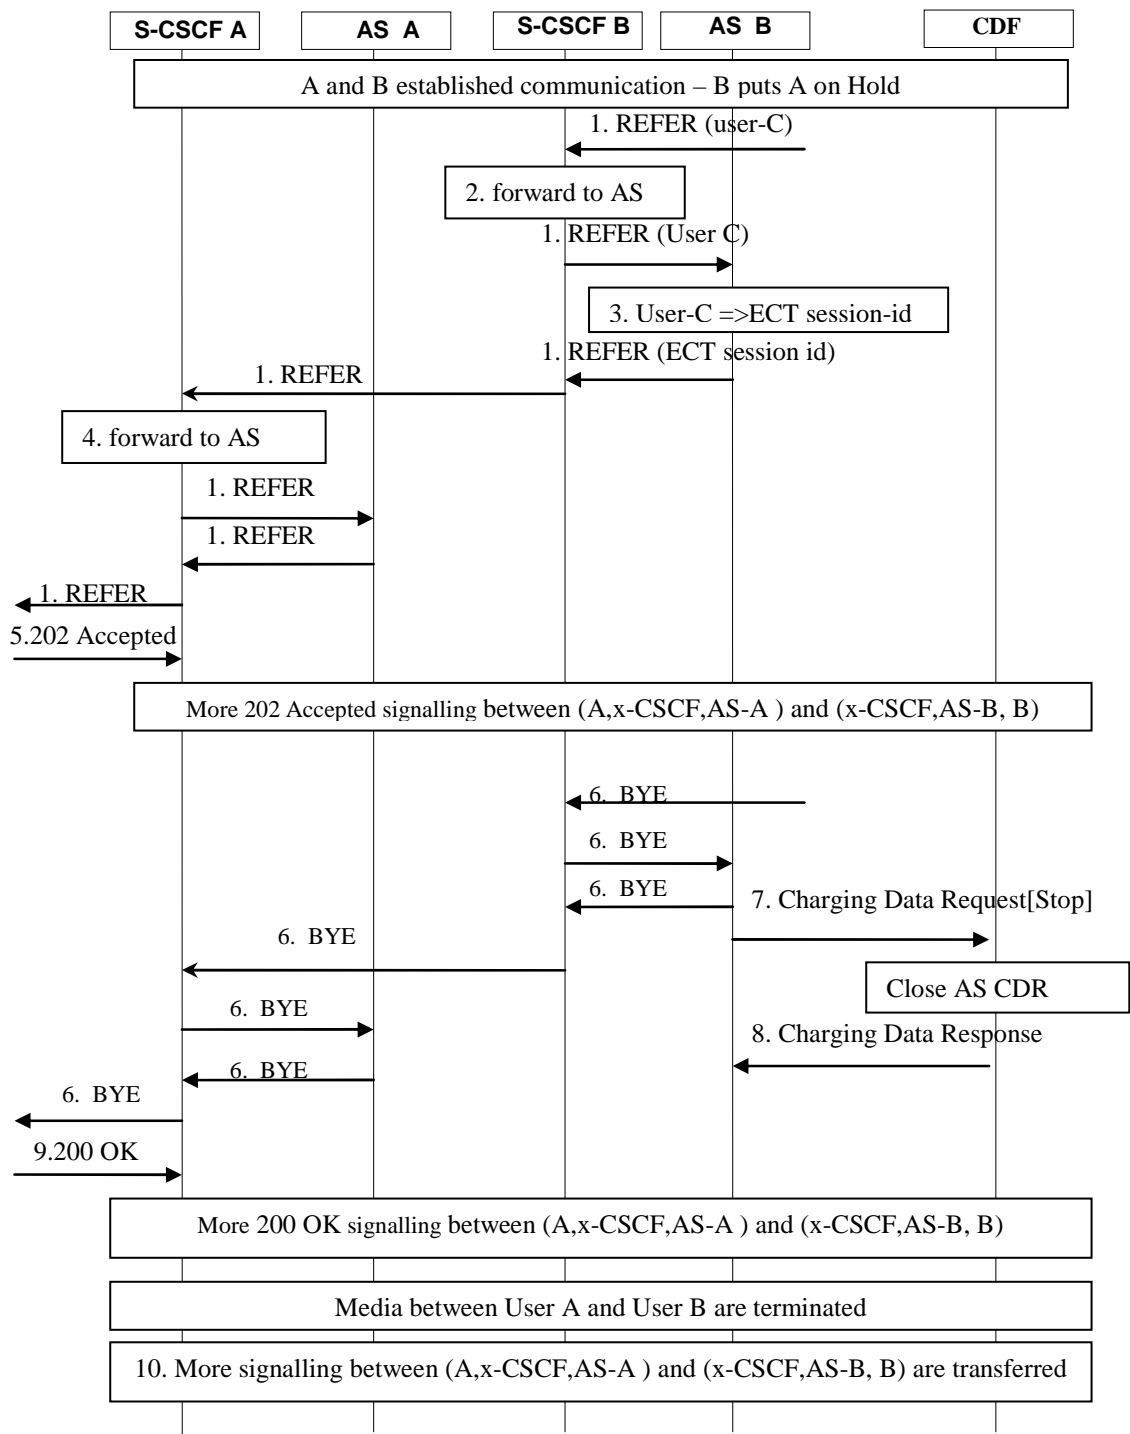 S-CSCF A
AS A
S-CSCF B
AS B
CDF
A and B established communication – B puts A on Hold
1. REFER (user-C)
2. forward to AS
1. REFER (User C)
3. User-C =>ECT session-id
1. REFER (ECT session id)
1. REFER
4. forward to AS
1. REFER
1. REFER
1. REFER
5.202 Accepted
More 202 Accepted signalling between (A,x-CSCF,AS-A ) and (x-CSCF,AS-B, B)
6. BYE
6. BYE
6. BYE
7. Charging Data Request[Stop]
6. BYE
Close AS CDR
6. BYE
8. Charging Data Response
6. BYE
6. BYE
9.200 OK
More 200 OK signalling between (A,x-CSCF,AS-A ) and (x-CSCF,AS-B, B)
Media between User A and User B are terminated
10. More signalling between (A,x-CSCF,AS-A ) and (x-CSCF,AS-B, B) are transferred